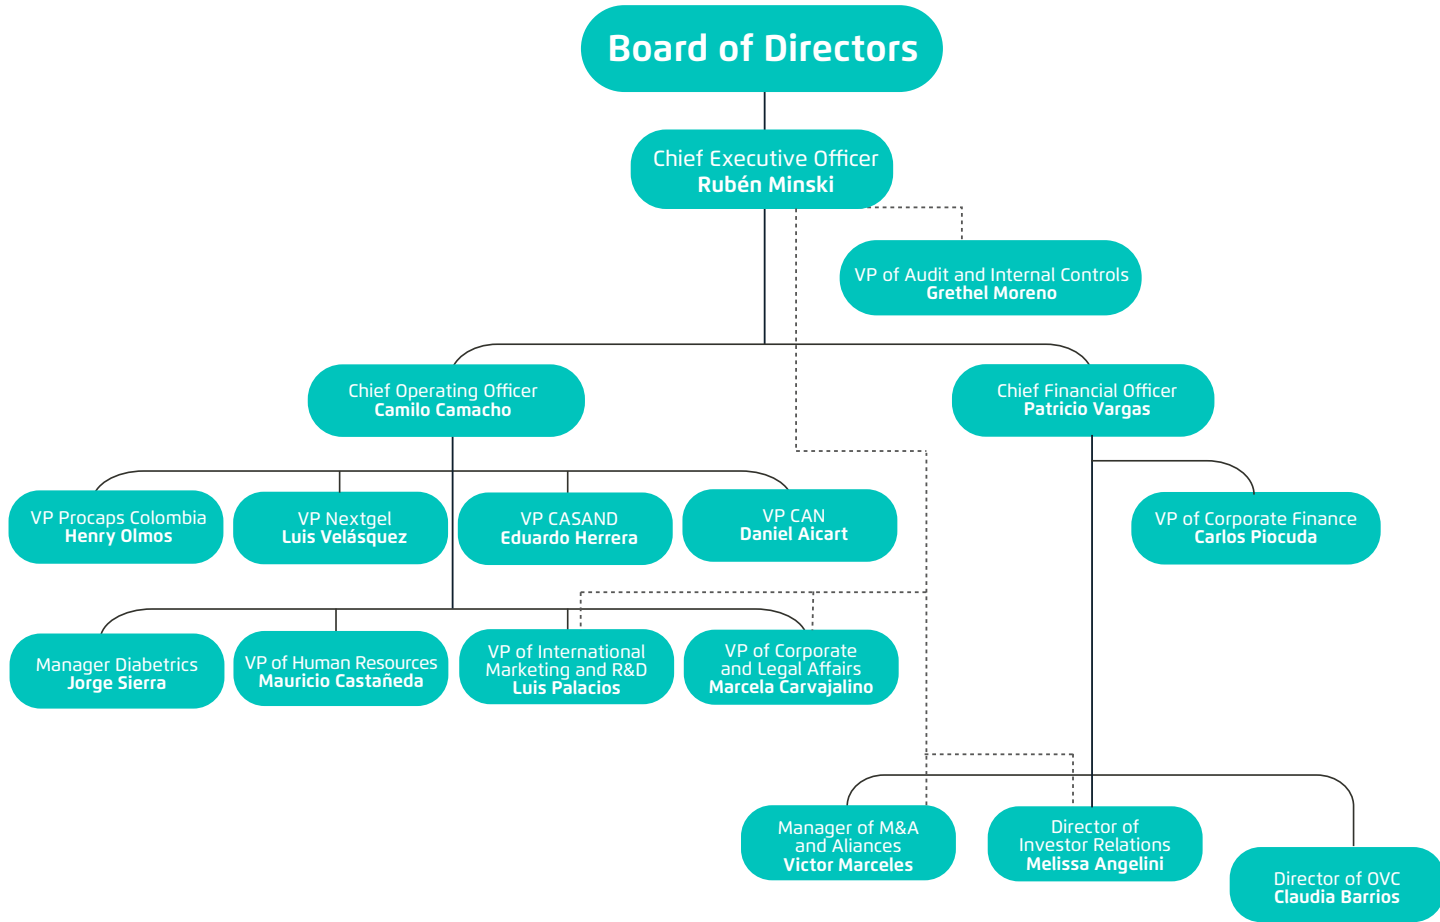 Board of Directors
Chief Executive Officer
Rubén Minski
VP of Audit and Internal Controls
Grethel Moreno
Chief Operating Officer
Camilo Camacho
Chief Financial Officer
Patricio Vargas
VP Procaps Colombia
Henry Olmos
VP Nextgel
Luis Velásquez
VP CASAND
Eduardo Herrera
VP CAN
Daniel Aicart
VP of Corporate Finance
Carlos Piocuda
Manager Diabetrics
Jorge Sierra
VP of Human Resources
Mauricio Castañeda
VP of International
Marketing and R&D
Luis Palacios
VP of Corporate
and Legal Affairs
Marcela Carvajalino
Manager of M&A
and Aliances
Victor Marceles
Director of
Investor Relations
Melissa Angelini
Director of OVC
Claudia Barrios